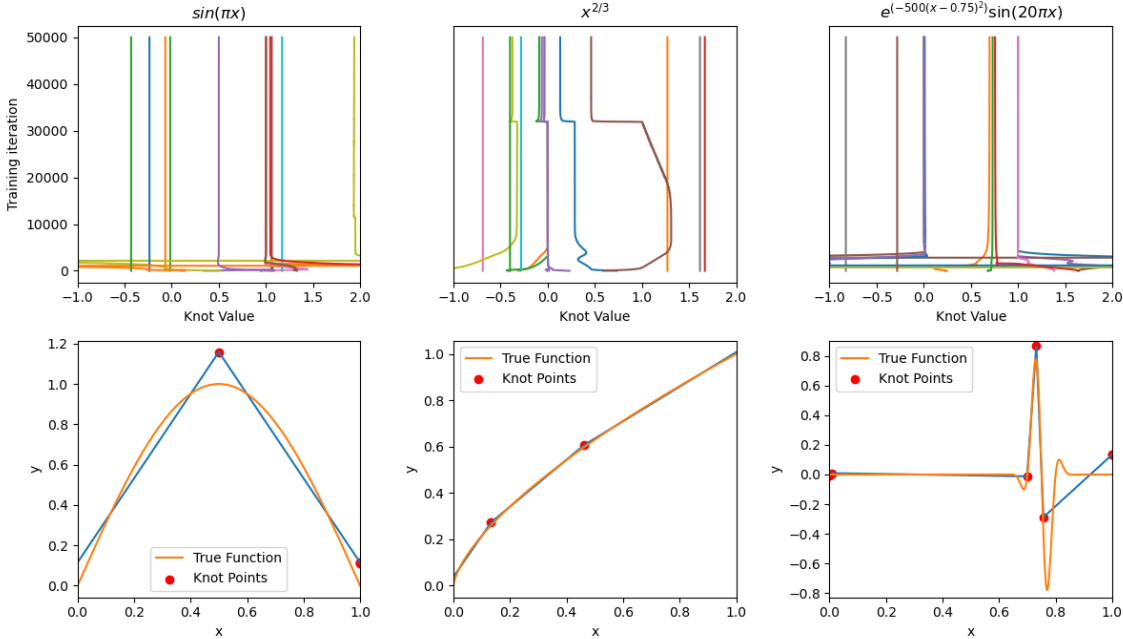 sin(πx)
x^{2/3}
e^{(−500(x−0.75)^2)}sin(20πx)
50000
40000
30000
20000
10000
0
Training iteration
−1.0 −0.5 0.0 0.5 1.0 1.5 2.0
−1.0 −0.5 0.0 0.5 1.0 1.5 2.0
−1.0 −0.5 0.0 0.5 1.0 1.5 2.0
Knot Value
Knot Value
Knot Value
1.2
1.0
0.8
0.6
0.4
0.2
0.0
y
True Function
Knot Points
0.0 0.2 0.4 0.6 0.8 1.0
x
1.0
0.8
0.6
0.4
0.2
0.0
y
True Function
Knot Points
0.0 0.2 0.4 0.6 0.8 1.0
x
0.8
0.6
0.4
0.2
0.0
−0.2
−0.4
−0.6
−0.8
y
True Function
Knot Points
0.0 0.2 0.4 0.6 0.8 1.0
x